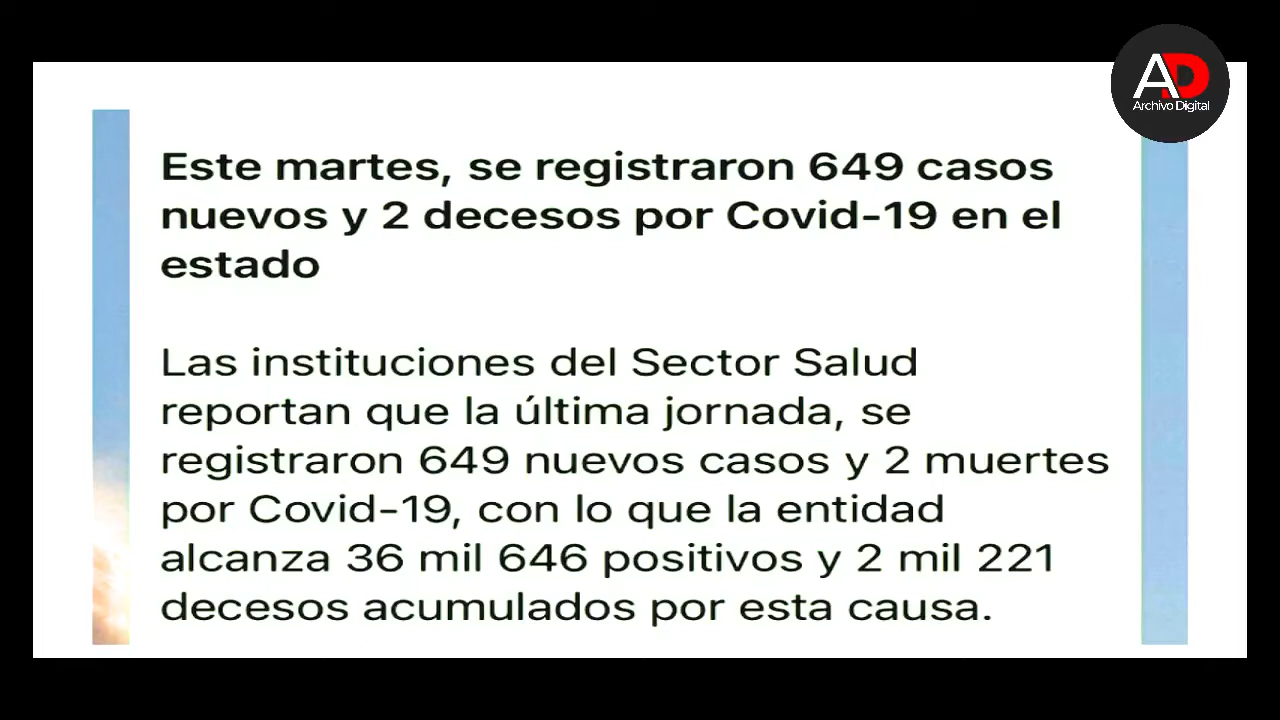 AD
Archivo Digital
Este martes, se registraron 649 casos
nuevos y 2 decesos por Covid-19 en el
estado
Las instituciones del Sector Salud
reportan que la última jornada, se
registraron 649 nuevos casos y 2 muertes
por Covid-19, con lo que la entidad
alcanza 36 mil 646 positivos y 2 mil 221
decesos acumulados por esta causa.